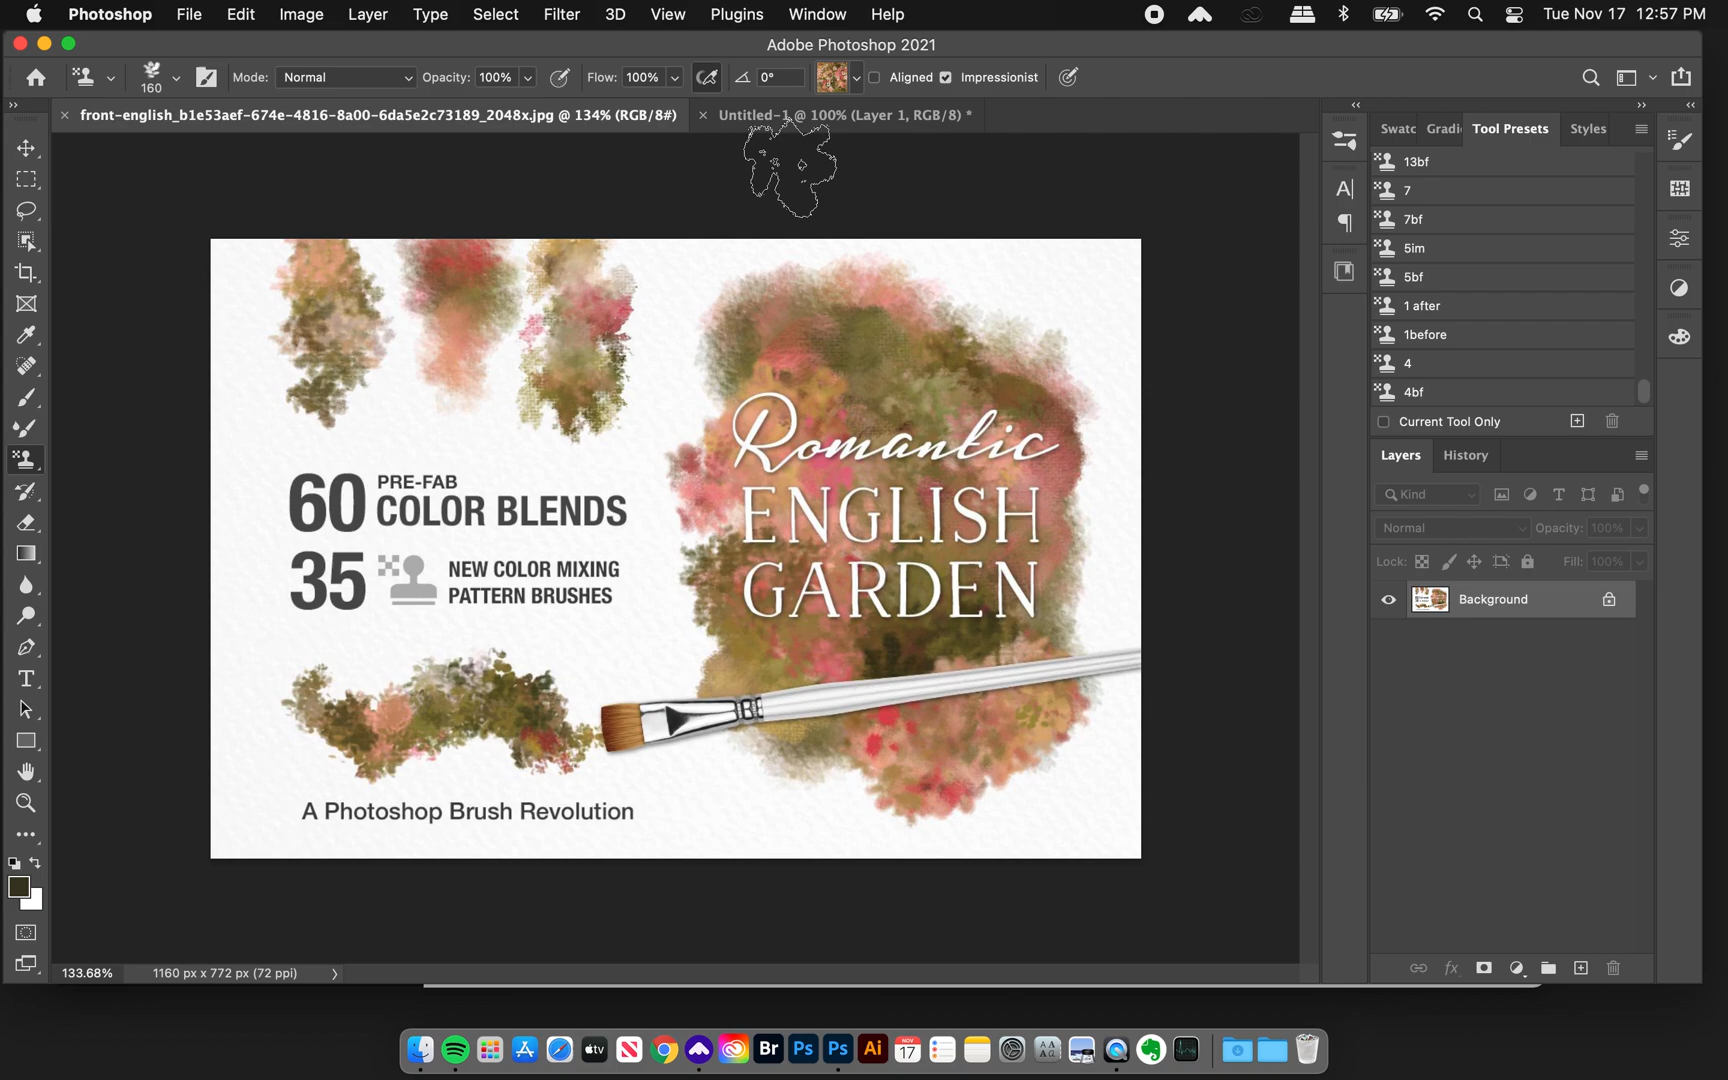 Photoshop File Edit Image Layer Type Select Filter 3D View Plugins Window Help Tue Nov 17 12:57 PM
Adobe Photoshop 2021
160 Mode: Normal Opacity: 100% Flow: 100% 0° Aligned Impressionist
front-english_b1e53aef-674e-4816-8a00-6da5e2c73189_2048x.jpg @ 134% (RGB/8#) Untitled-1 @ 100% (Layer 1, RGB/8) *
Swatc Gradi Tool Presets Styles
13bf
7
7bf
5im
5bf
1 after
1before
4
4bf
Current Tool Only
Layers History
Kind
Normal Opacity: 100%
Lock: Fill: 100%
Background
60 PRE-FAB
COLOR BLENDS
35 NEW COLOR MIXING
PATTERN BRUSHES
Romantic
ENGLISH
GARDEN
A Photoshop Brush Revolution
133.68% 1160 px x 772 px (72 ppi)
tv Br Ps Ps Ai NOV 17